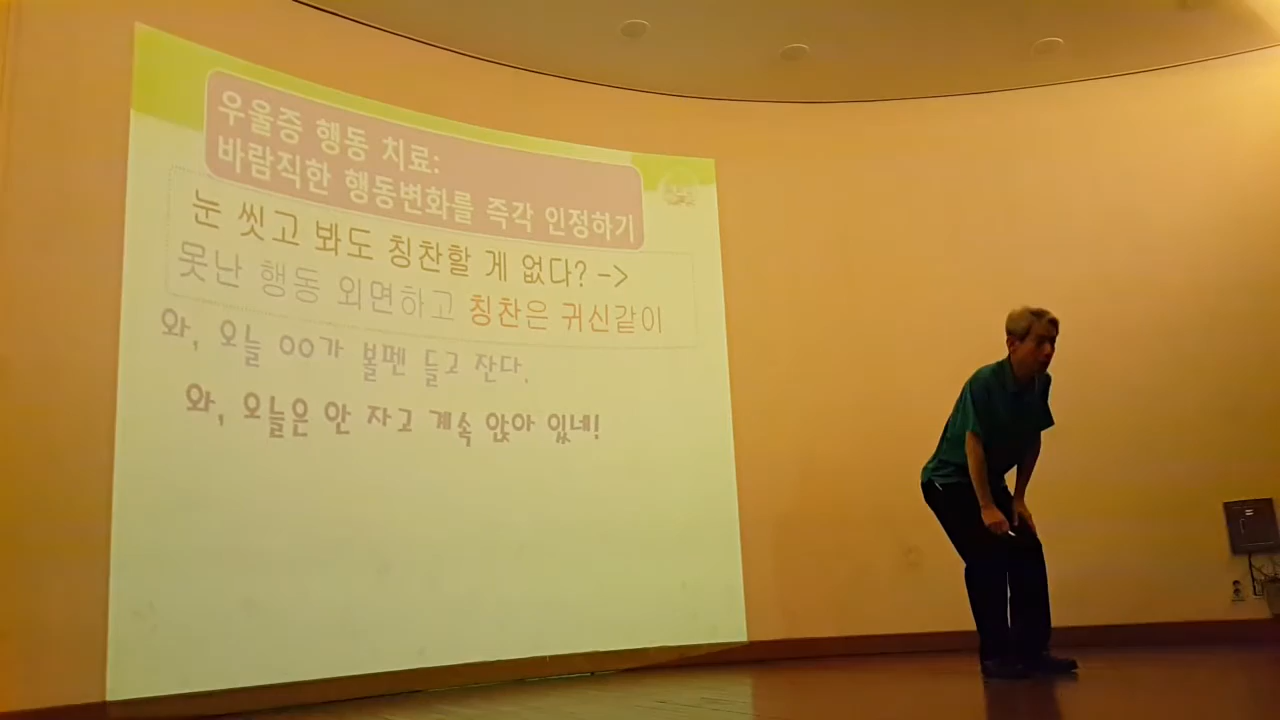 우울증 행동 치료:
바람직한 행동변화를 즉각 인정하기
눈 씻고 봐도 칭찬할 게 없다? ->
못난 행동 외면하고 칭찬은 귀신같이
와, 오늘 OO가 볼펜 들고 잔다.
와, 오늘은 안 자고 계속 앉아 있네!